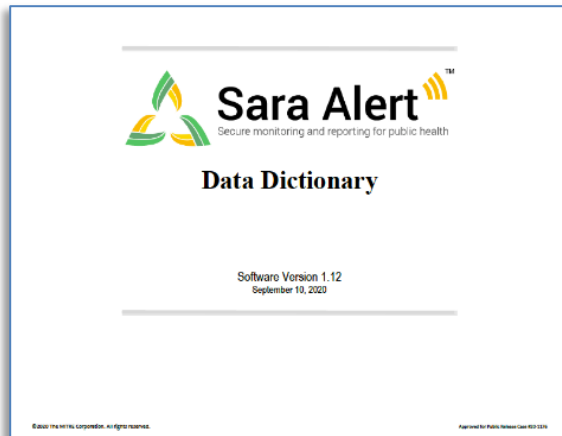 Sara Alert™
Secure monitoring and reporting for public health
Data Dictionary
Software Version 1.12
September 10, 2020
©2020 The MITRE Corporation. All rights reserved.
Approved for Public Release Case